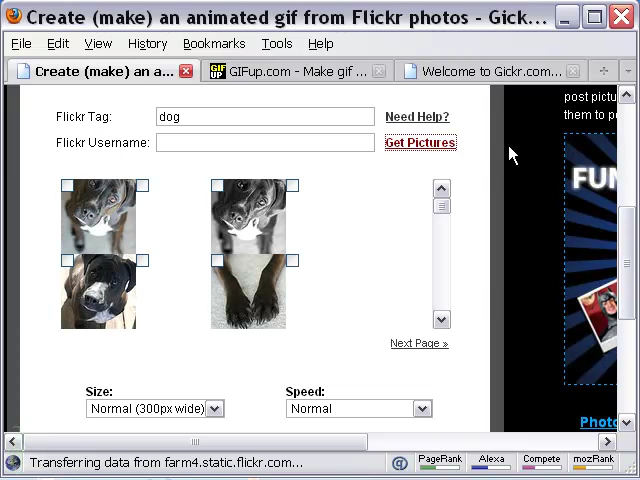 Create (make) an animated gif from Flickr photos - Gick...
File Edit View History Bookmarks Tools Help
Create (make) an a...
GIF UP GIFup.com - Make gif ...
Welcome to Gickr.com...
post
them to
Flickr Tag: dog Need Help?
Flickr Username: Get Pictures
FUN
Next Page »
Size: Speed:
Normal (300px wide) Normal
Photo
Transferring data from farm4.static.flickr.com...
PageRank Alexa Compete mozRank